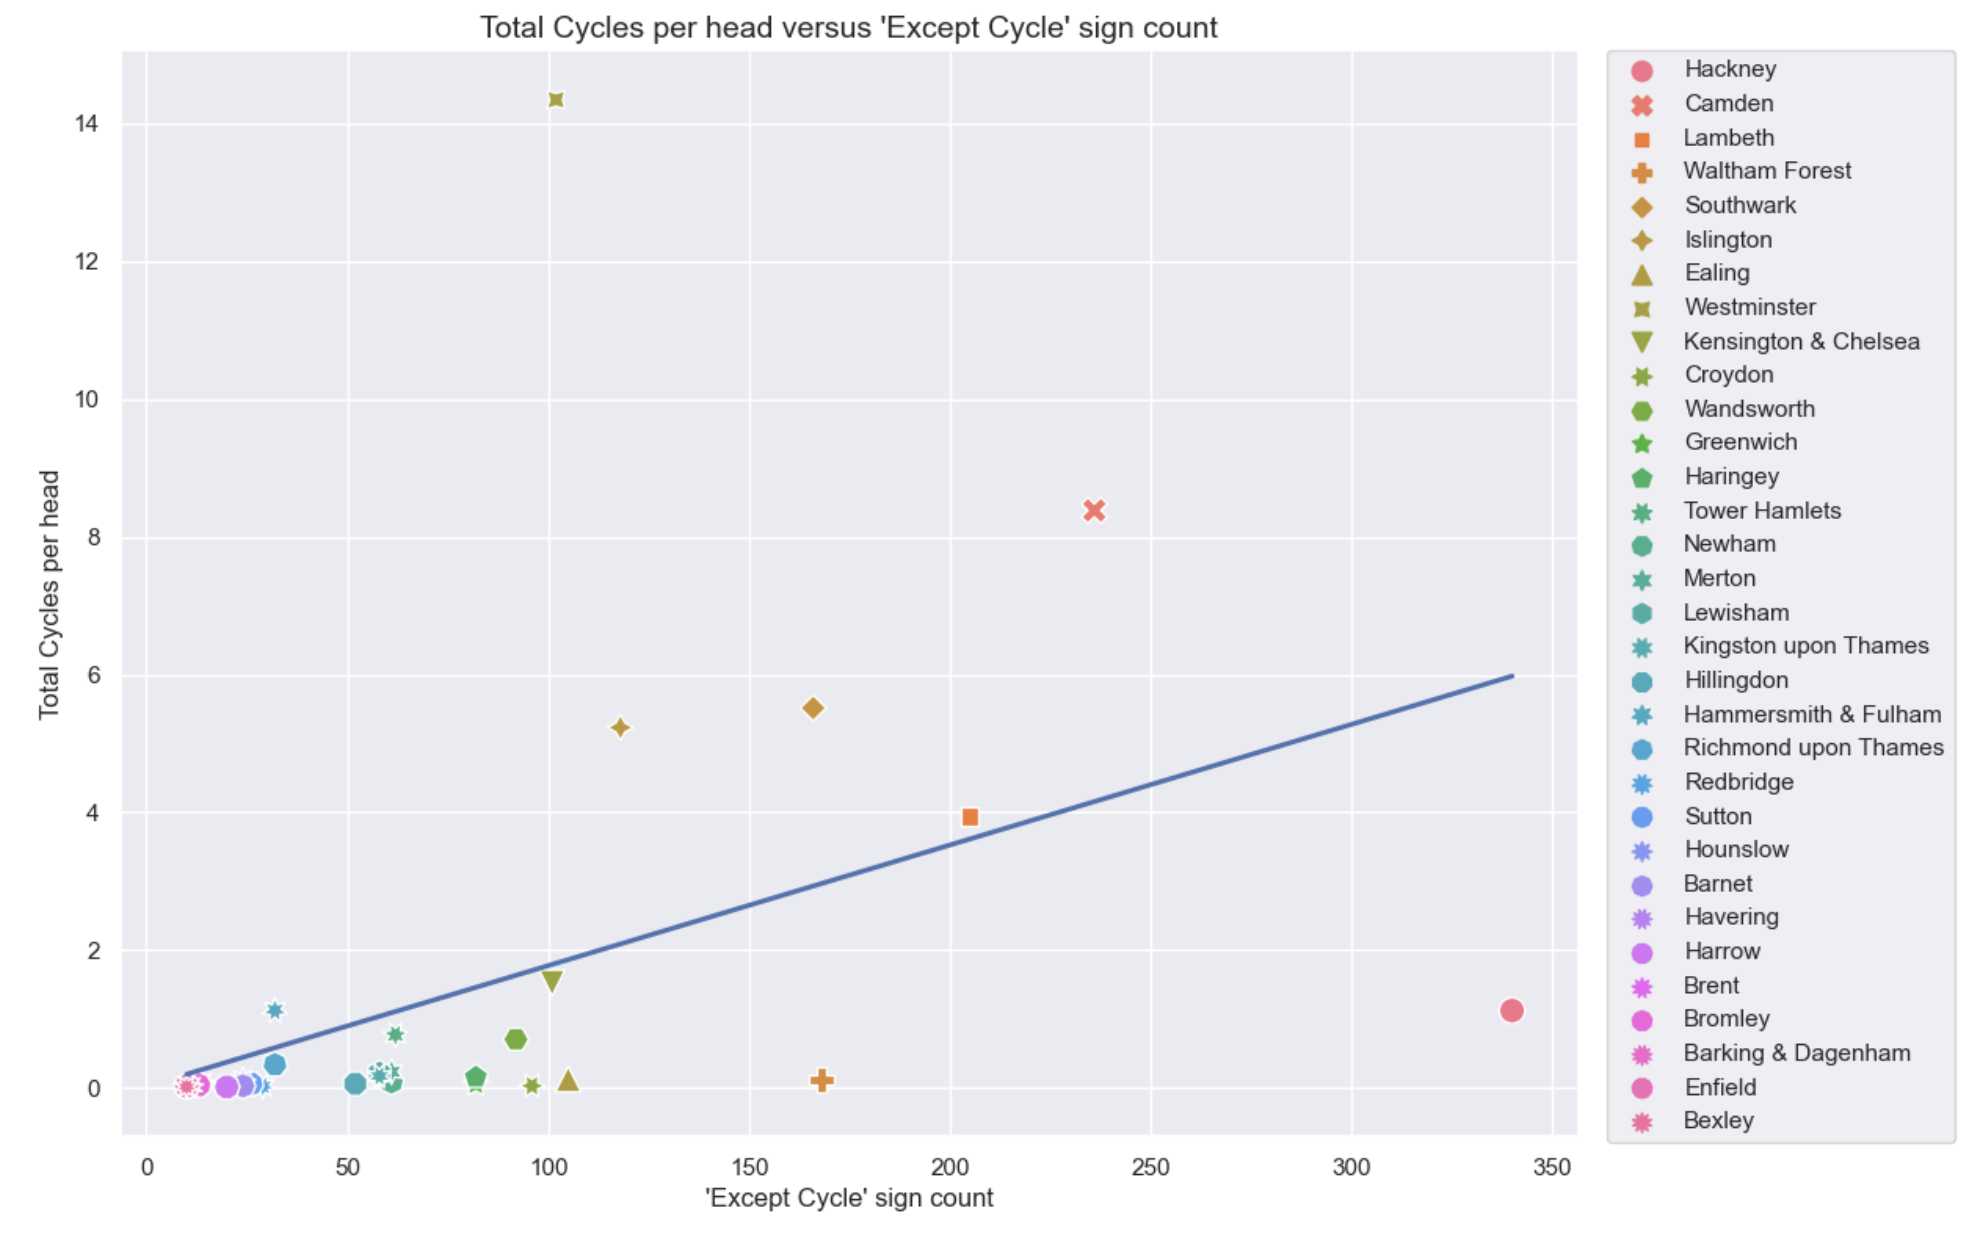 Total Cycles per head versus 'Except Cycle' sign count
Total Cycles per head
14
12
10
8
6
4
2
0
0 50 100 150 200 250 300 350
'Except Cycle' sign count
Hackney
Camden
Lambeth
Waltham Forest
Southwark
Islington
Ealing
Westminster
Kensington & Chelsea
Croydon
Wandsworth
Greenwich
Haringey
Tower Hamlets
Newham
Merton
Lewisham
Kingston upon Thames
Hillingdon
Hammersmith & Fulham
Richmond upon Thames
Redbridge
Sutton
Hounslow
Barnet
Havering
Harrow
Brent
Bromley
Barking & Dagenham
Enfield
Bexley